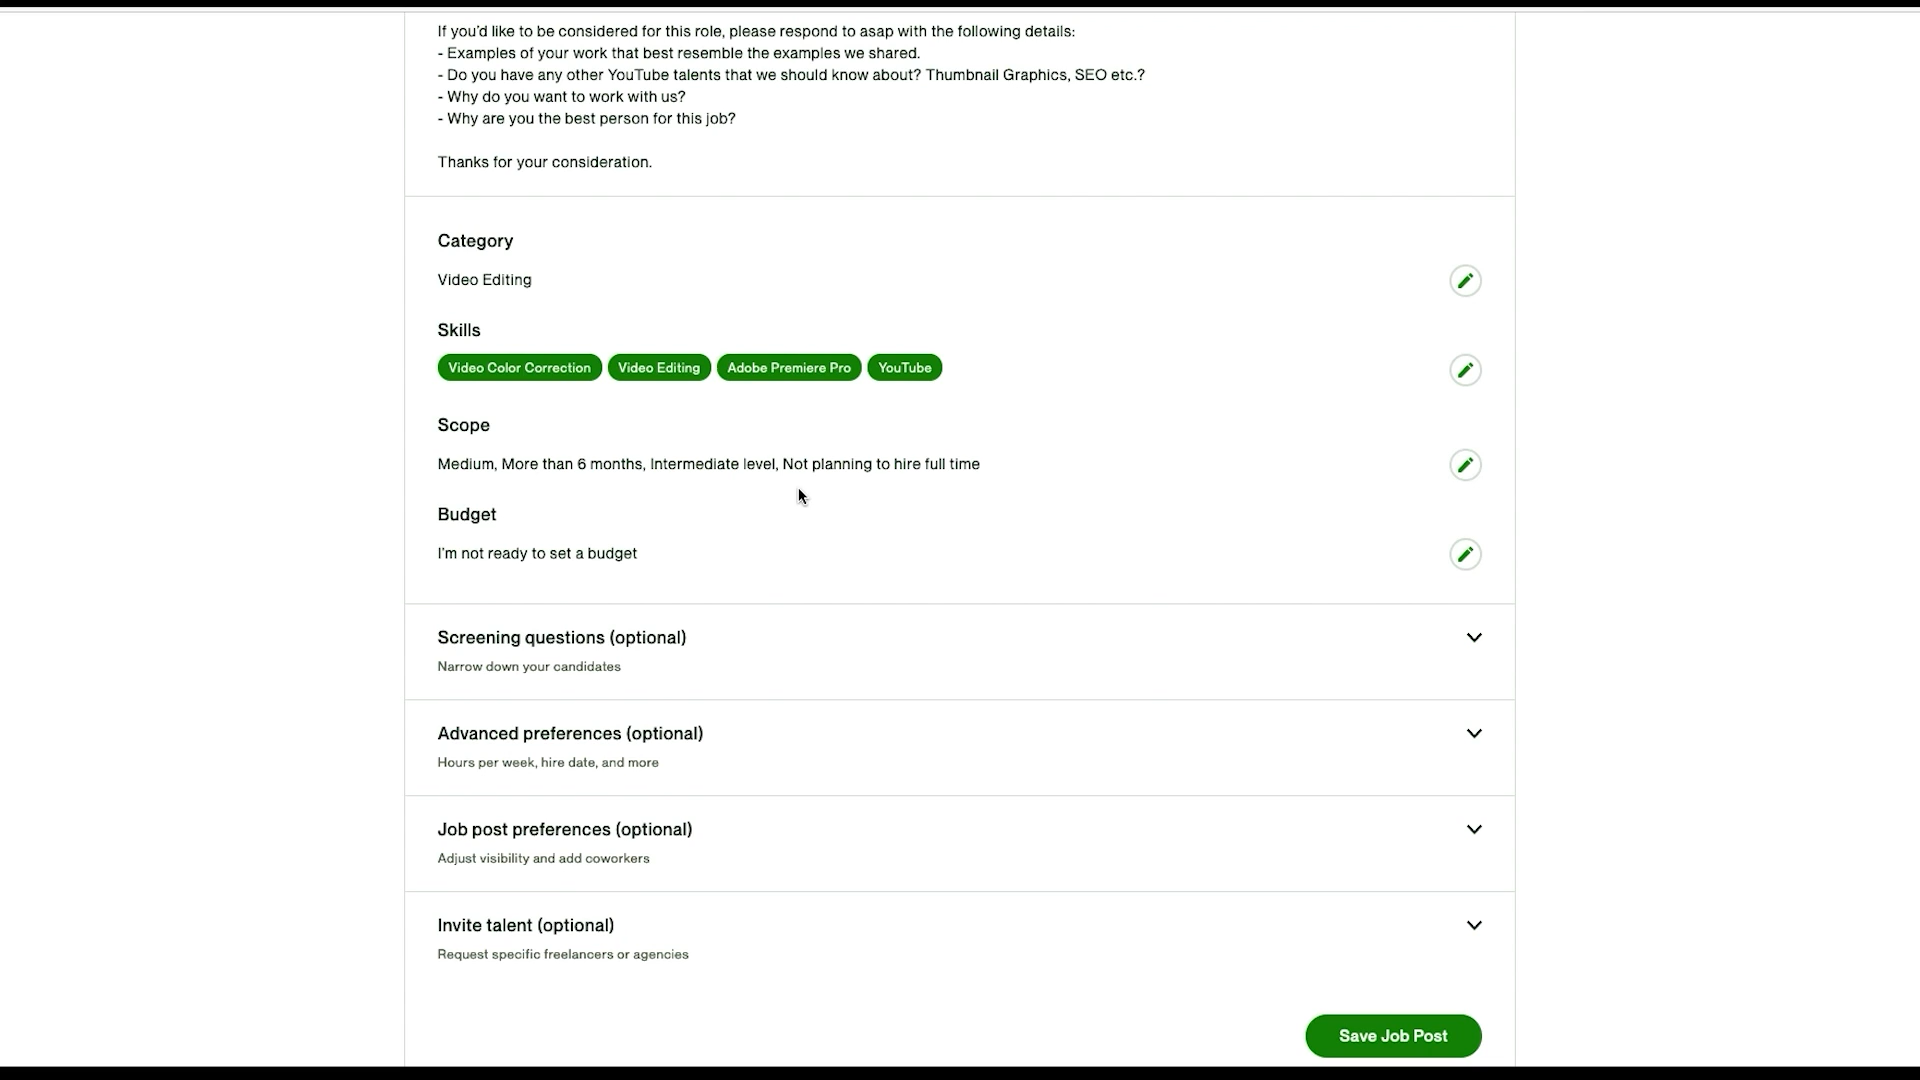 If you'd like to be considered for this role, please respond to asap with the following details:
- Examples of your work that best resemble the examples we shared.
- Do you have any other YouTube talents that we should know about? Thumbnail Graphics, SEO etc.?
- Why do you want to work with us?
- Why are you the best person for this job?
Thanks for your consideration.
Category
Video Editing
Skills
Video Color Correction Video Editing Adobe Premiere Pro YouTube
Scope
Medium, More than 6 months, Intermediate level, Not planning to hire full time
Budget
I'm not ready to set a budget
Screening questions (optional)
Narrow down your candidates
Advanced preferences (optional)
Hours per week, hire date, and more
Job post preferences (optional)
Adjust visibility and add coworkers
Invite talent (optional)
Request specific freelancers or agencies
Save Job Post